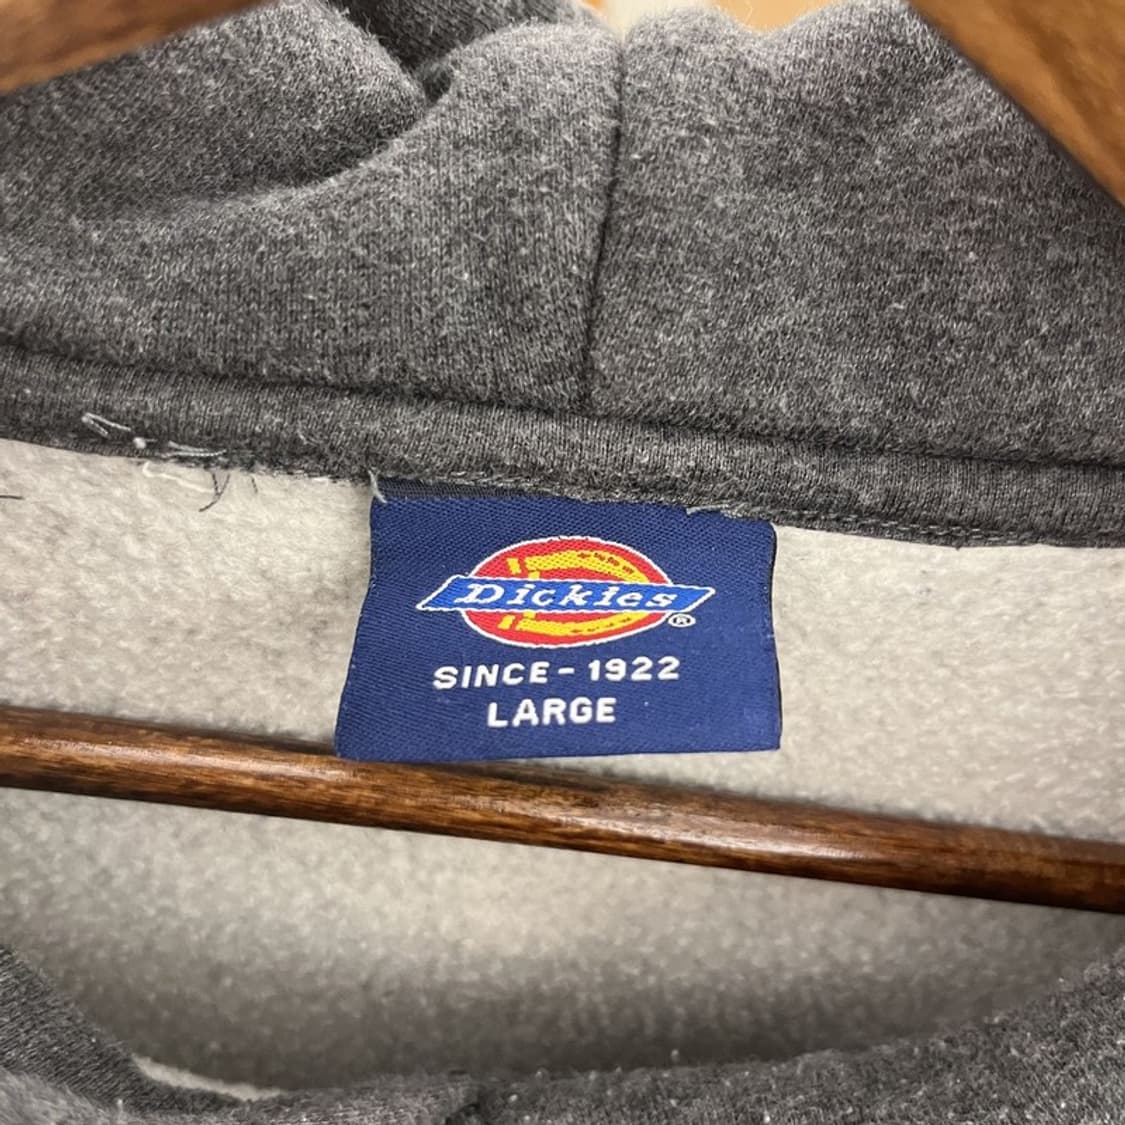 Dickies®
SINCE - 1922
LARGE